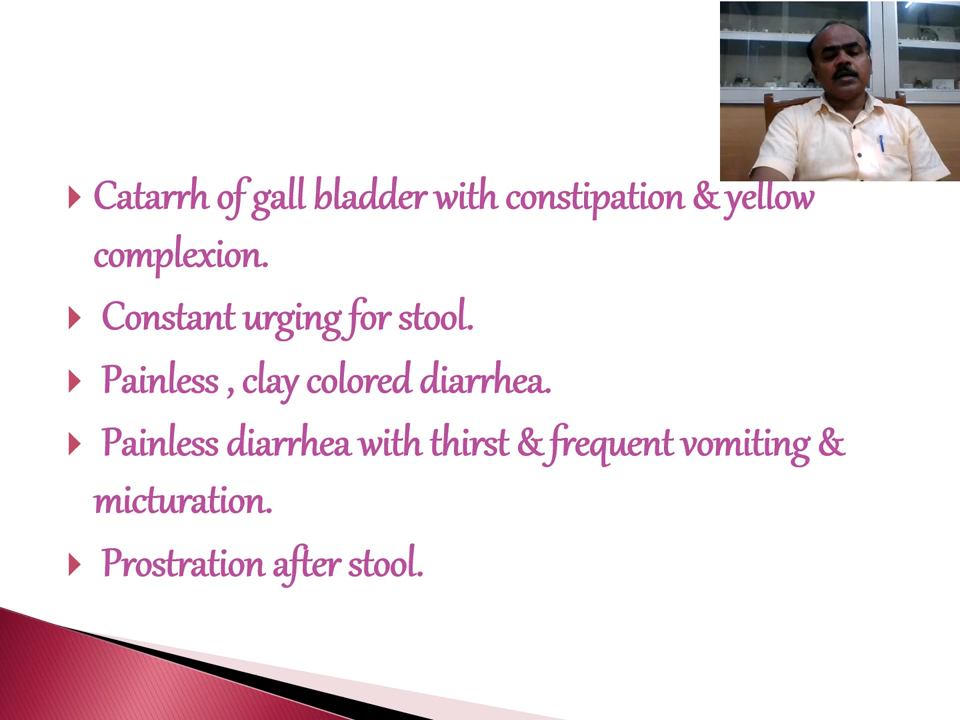 Catarrh of gall bladder with constipation & yellow
complexion.
Constant urging for stool.
Painless , clay colored diarrhea.
Painless diarrhea with thirst & frequent vomiting &
micturation.
Prostration after stool.